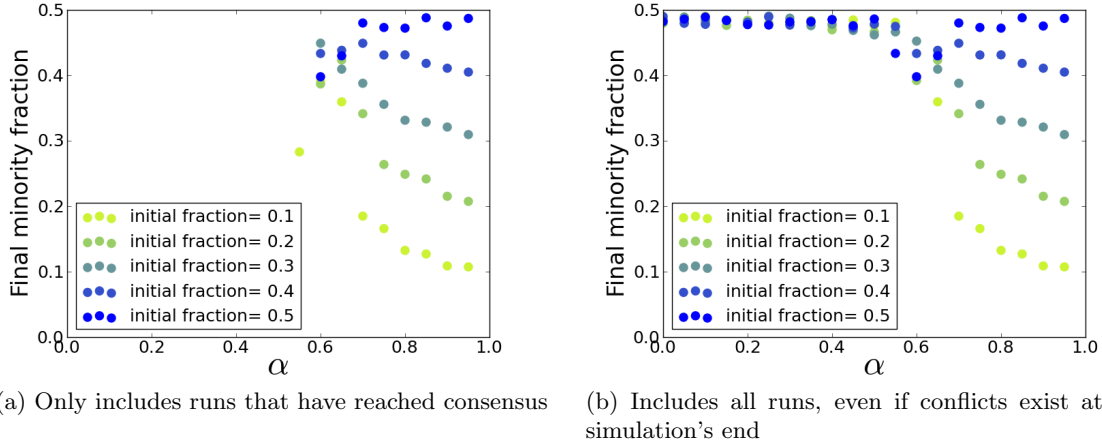 Final minority fraction
0.5
0.4
0.3
0.2
0.1
0.0
initial fraction= 0.1
initial fraction= 0.2
initial fraction= 0.3
initial fraction= 0.4
initial fraction= 0.5
0.0 0.2 0.4 0.6 0.8 1.0
α
(a) Only includes runs that have reached consensus
Final minority fraction
0.5
0.4
0.3
0.2
0.1
0.0
initial fraction= 0.1
initial fraction= 0.2
initial fraction= 0.3
initial fraction= 0.4
initial fraction= 0.5
0.0 0.2 0.4 0.6 0.8 1.0
α
(b) Includes all runs, even if conflicts exist at
simulation's end